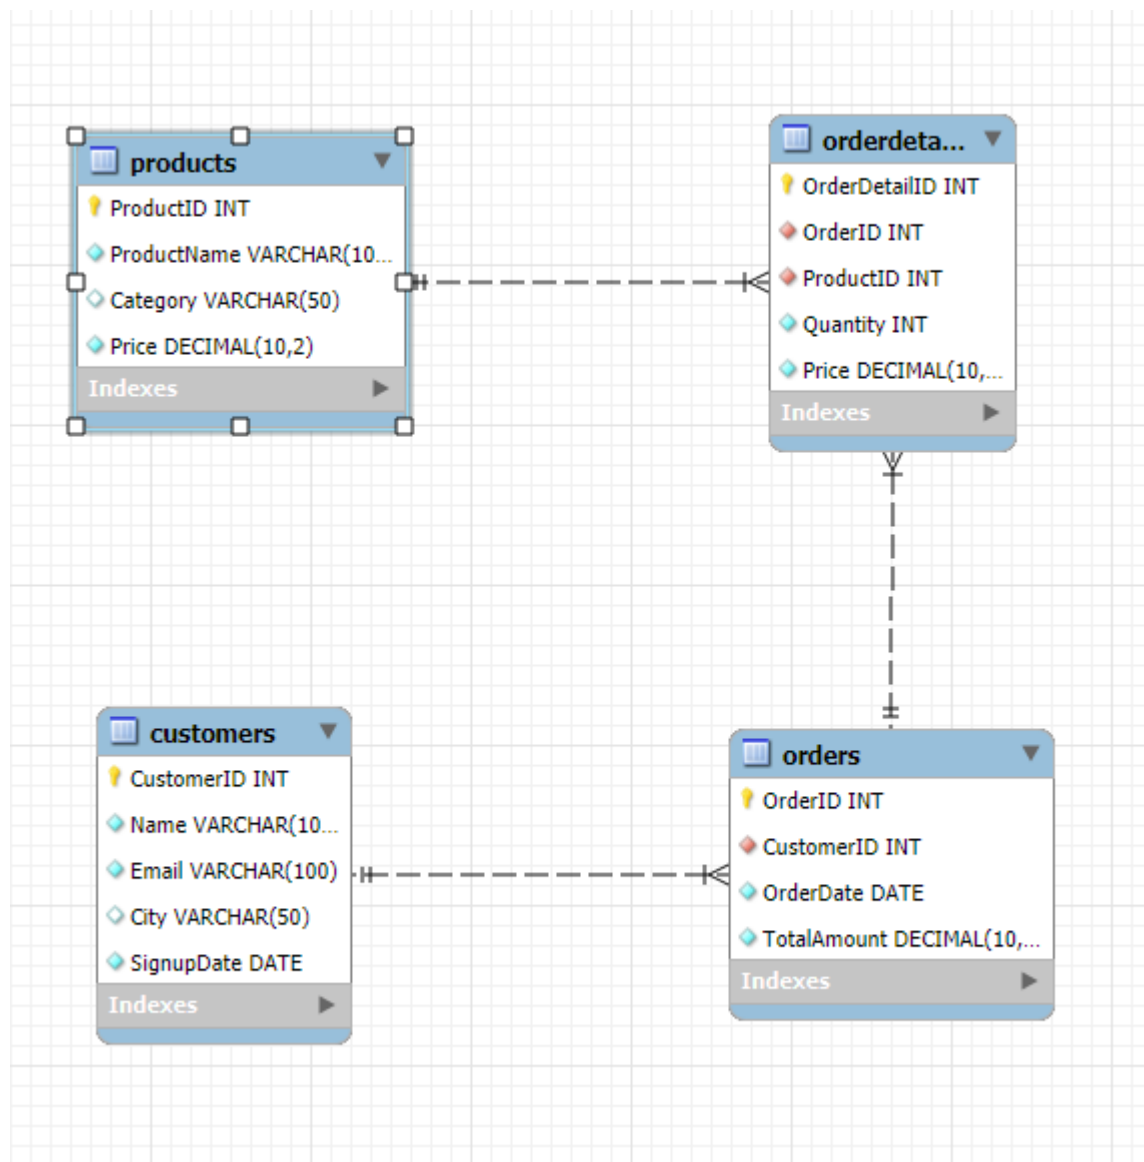 products
ProductID INT
ProductName VARCHAR(10...
Category VARCHAR(50)
Price DECIMAL(10,2)
Indexes
orderdeta...
OrderDetailID INT
OrderID INT
ProductID INT
Quantity INT
Price DECIMAL(10,...
Indexes
customers
CustomerID INT
Name VARCHAR(10...
Email VARCHAR(100)
City VARCHAR(50)
SignupDate DATE
Indexes
orders
OrderID INT
CustomerID INT
OrderDate DATE
TotalAmount DECIMAL(10,...
Indexes